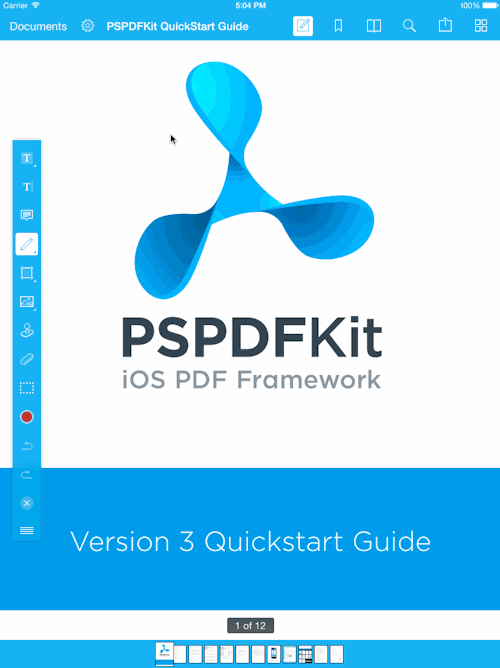 Carrier 5:04 PM 100%
Documents PSPDFKit QuickStart Guide
T
T
PSPDFKit
iOS PDF Framework
Version 3 Quickstart Guide
1 of 12